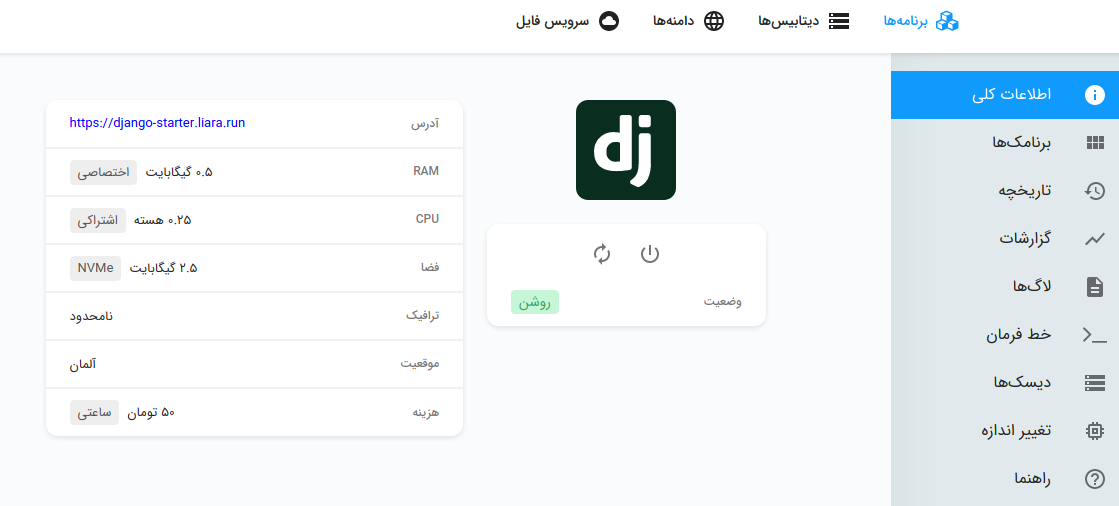 برنامه‌ها
دیتابیس‌ها
دامنه‌ها
سرویس فایل
اطلاعات کلی
برنامک‌ها
تاریخچه
گزارشات
لاگ‌ها
خط فرمان
دیسک‌ها
تغییر اندازه
راهنما
dj
وضعیت روشن
آدرس https://django-starter.liara.run
RAM ۰.۵ گیگابایت اختصاصی
CPU ۰.۲۵ هسته اشتراکی
فضا ۲.۵ گیگابایت NVMe
ترافیک نامحدود
موقعیت آلمان
هزینه ۵۰ تومان ساعتی